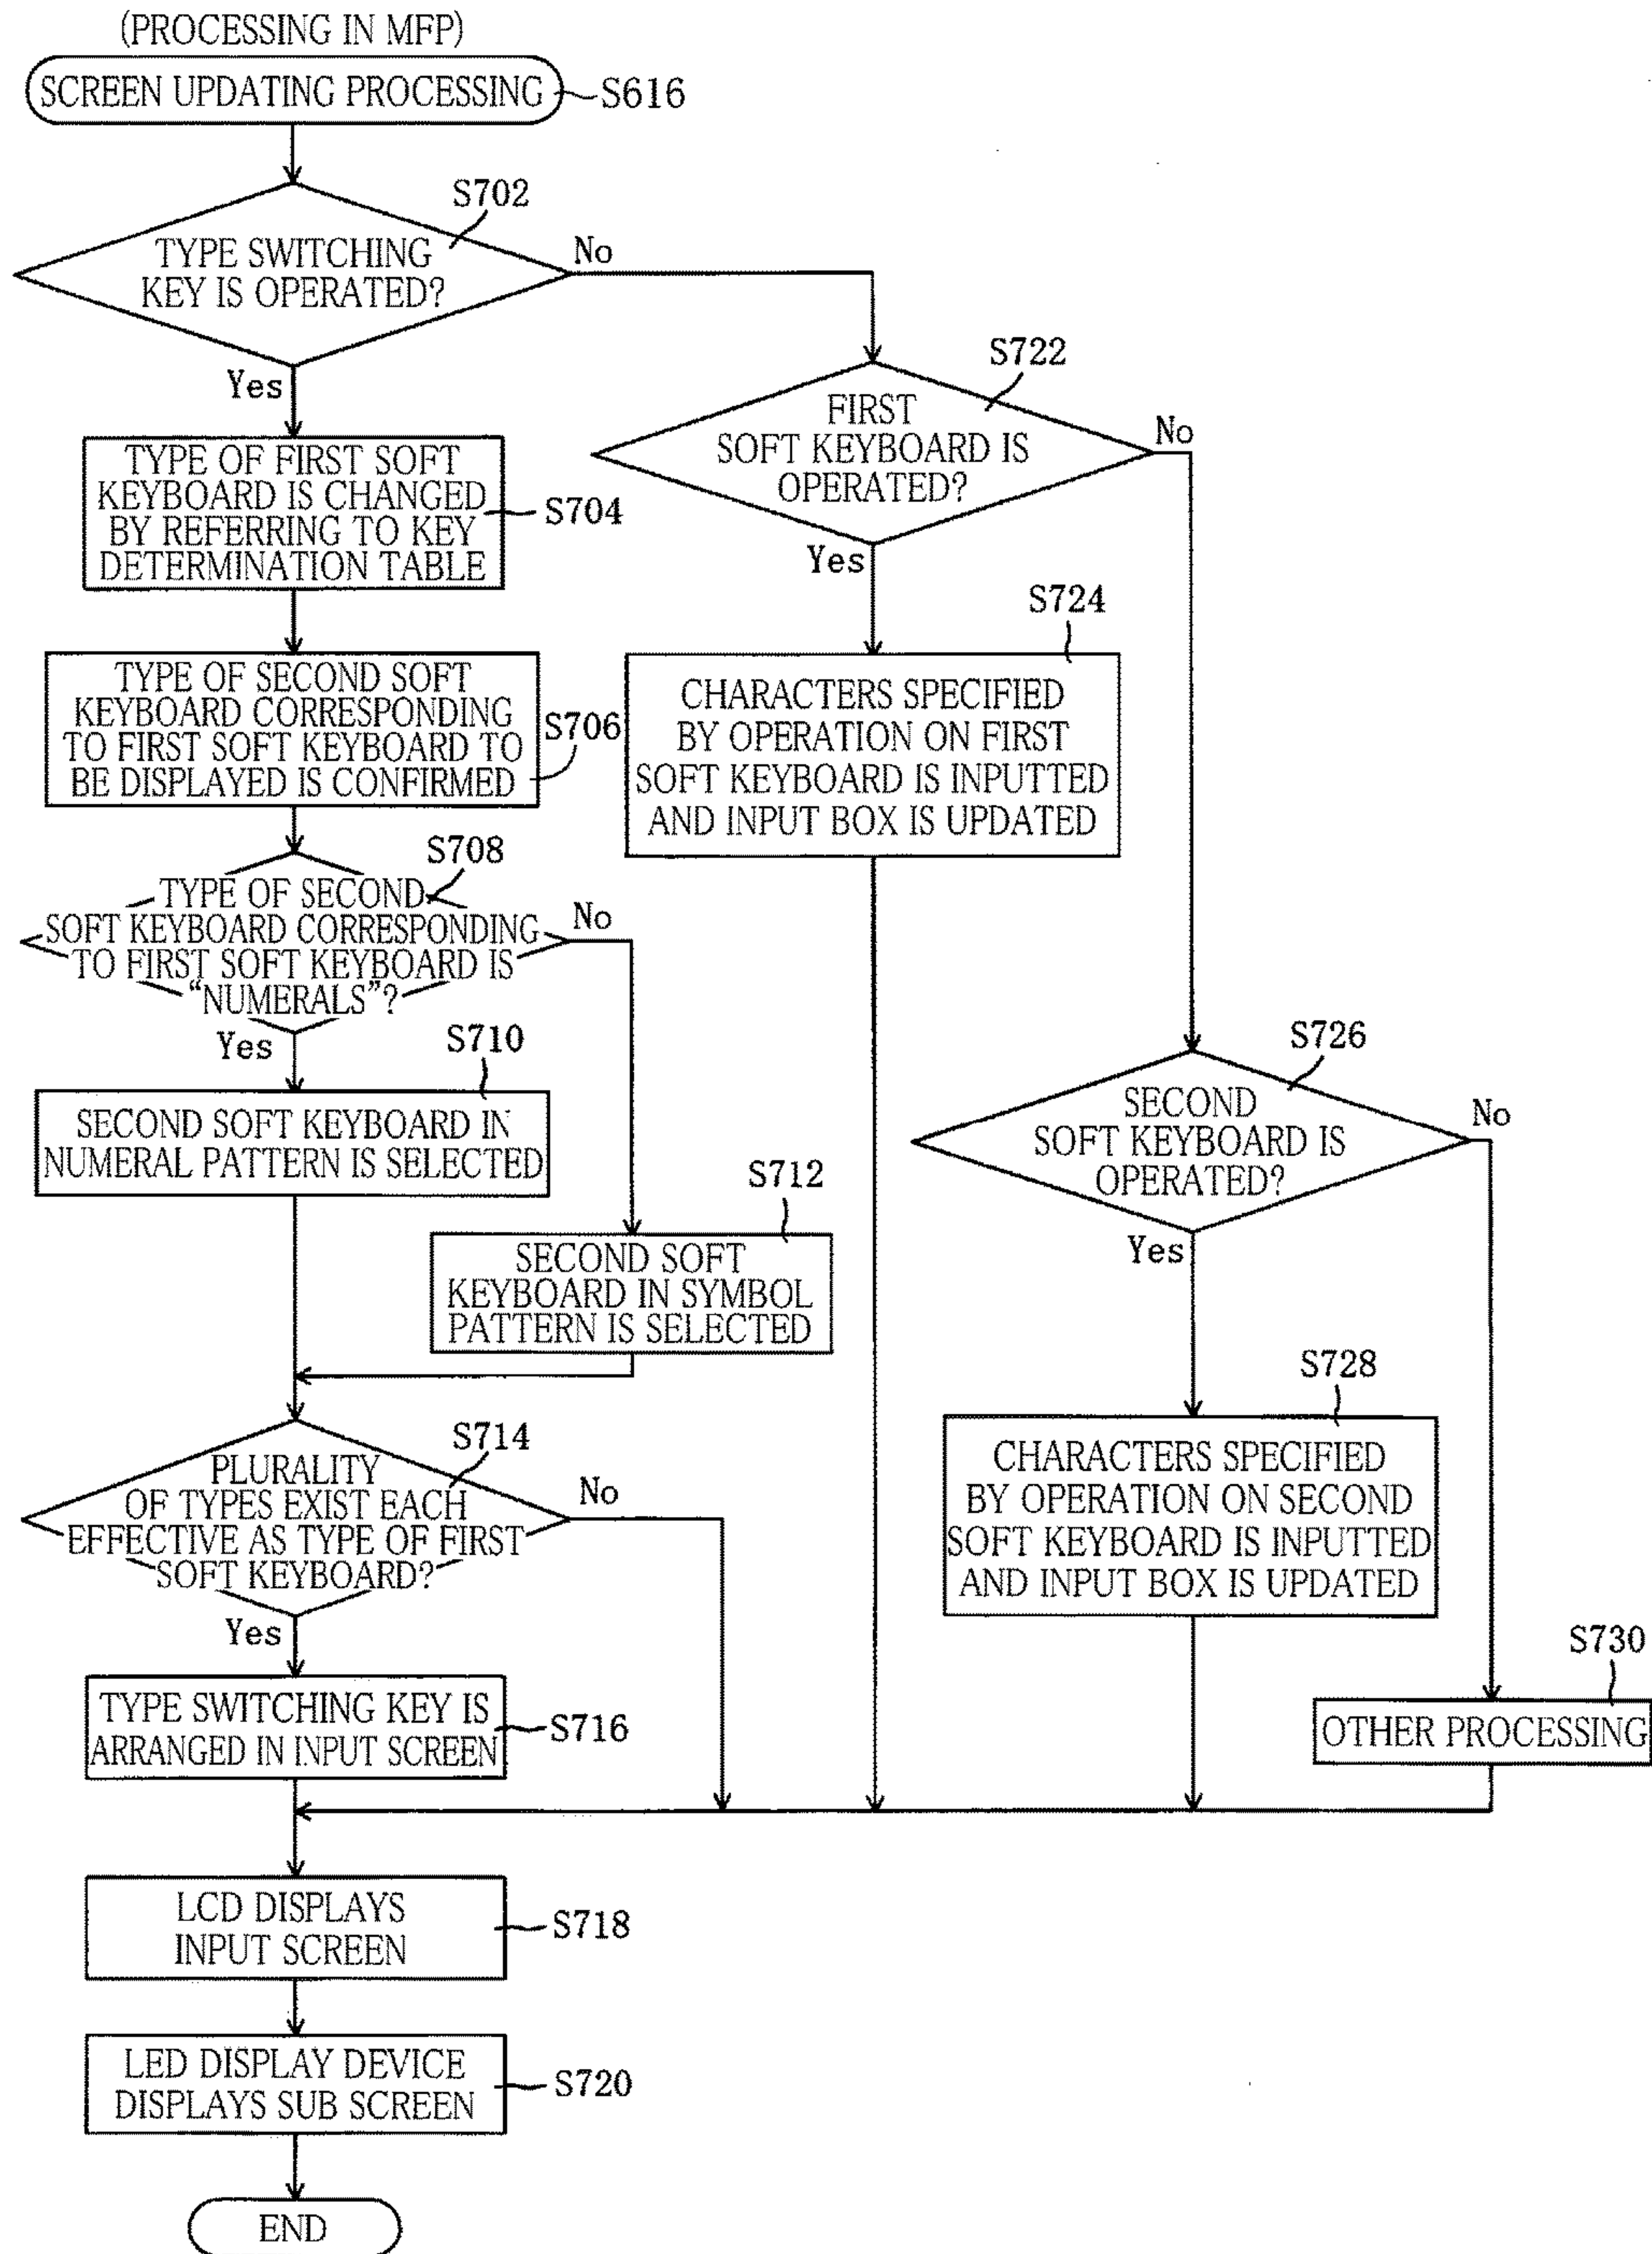 (PROCESSING IN MFP)
SCREEN UPDATING PROCESSING
S616
S702
TYPE SWITCHING
KEY IS OPERATED?
No
Yes
S722
FIRST
SOFT KEYBOARD IS
OPERATED?
No
Yes
TYPE OF FIRST SOFT
KEYBOARD IS CHANGED
BY REFERRING TO KEY
DETERMINATION TABLE
S704
S724
CHARACTERS SPECIFIED
BY OPERATION ON FIRST
SOFT KEYBOARD IS INPUTTED
AND INPUT BOX IS UPDATED
TYPE OF SECOND SOFT
KEYBOARD CORRESPONDING
TO FIRST SOFT KEYBOARD TO
BE DISPLAYED IS CONFIRMED
S706
S708
TYPE OF SECOND
SOFT KEYBOARD CORRESPONDING
TO FIRST SOFT KEYBOARD IS
“NUMERALS”?
No
Yes
S710
SECOND SOFT KEYBOARD IN
NUMERAL PATTERN IS SELECTED
S726
SECOND
SOFT KEYBOARD IS
OPERATED?
No
Yes
S712
SECOND SOFT
KEYBOARD IN SYMBOL
PATTERN IS SELECTED
S714
PLURALITY
OF TYPES EXIST EACH
EFFECTIVE AS TYPE OF FIRST
SOFT KEYBOARD?
No
Yes
S728
CHARACTERS SPECIFIED
BY OPERATION ON SECOND
SOFT KEYBOARD IS INPUTTED
AND INPUT BOX IS UPDATED
S730
OTHER PROCESSING
TYPE SWITCHING KEY IS
ARRANGED IN INPUT SCREEN
S716
LCD DISPLAYS
INPUT SCREEN
S718
LED DISPLAY DEVICE
DISPLAYS SUB SCREEN
S720
END